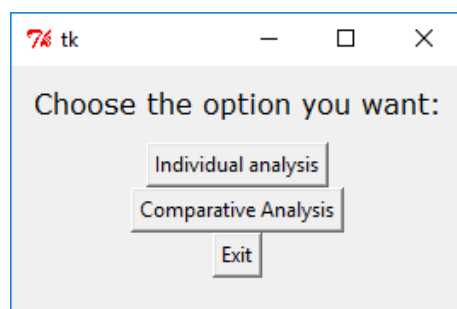 tk
Choose the option you want:
Individual analysis
Comparative Analysis
Exit